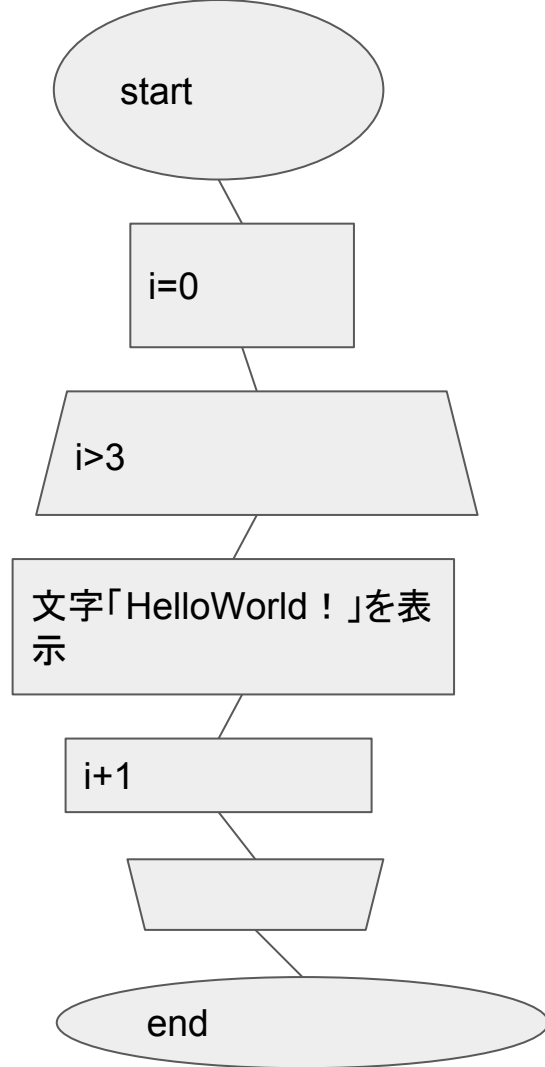 start
i=0
i>3
文字「HelloWorld！」を表
示
i+1
end